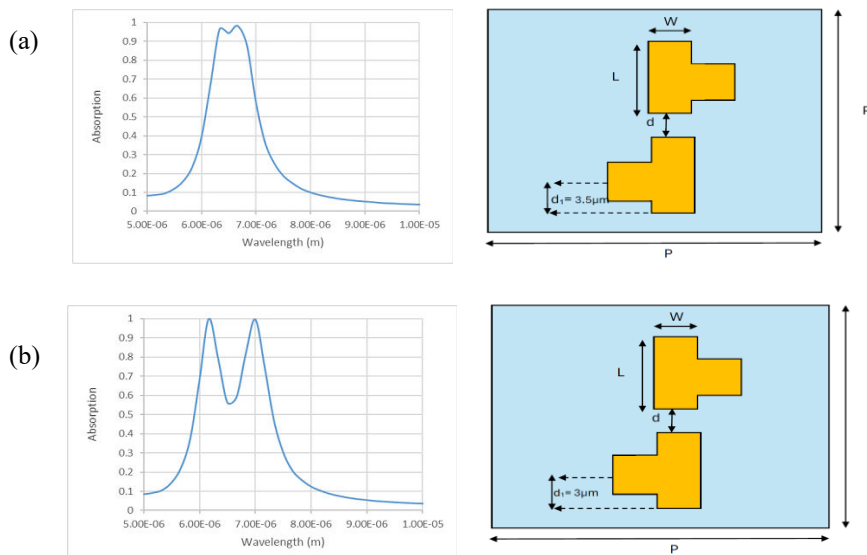 (a)
Absorption
1
0.9
0.8
0.7
0.6
0.5
0.4
0.3
0.2
0.1
0
5.00E-06 6.00E-06 7.00E-06 8.00E-06 9.00E-06 1.00E-05
Wavelength (m)
W
L
d
d₁= 3.5µm
P
P
(b)
Absorption
1
0.9
0.8
0.7
0.6
0.5
0.4
0.3
0.2
0.1
0
5.00E-06 6.00E-06 7.00E-06 8.00E-06 9.00E-06 1.00E-05
Wavelength (m)
W
L
d
d₁= 3µm
P